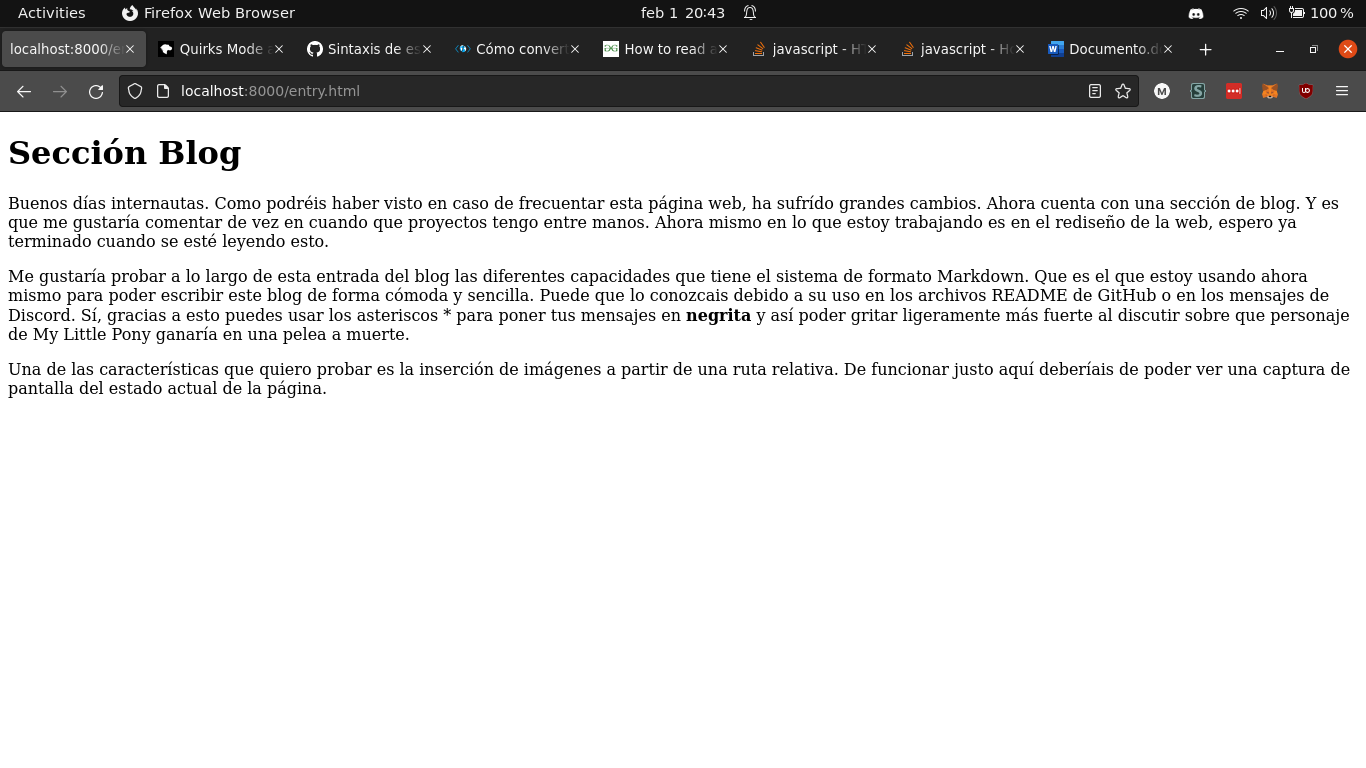 Activities Firefox Web Browser feb 1 20:43 100 %
localhost:8000/e Quirks Mode Sintaxis de es Cómo convert How to read javascript - HT javascript - H Documento.d
localhost:8000/entry.html
Sección Blog
Buenos días internautas. Como podréis haber visto en caso de frecuentar esta página web, ha sufrído grandes cambios. Ahora cuenta con una sección de blog. Y es
que me gustaría comentar de vez en cuando que proyectos tengo entre manos. Ahora mismo en lo que estoy trabajando es en el rediseño de la web, espero ya
terminado cuando se esté leyendo esto.
Me gustaría probar a lo largo de esta entrada del blog las diferentes capacidades que tiene el sistema de formato Markdown. Que es el que estoy usando ahora
mismo para poder escribir este blog de forma cómoda y sencilla. Puede que lo conozcais debido a su uso en los archivos README de GitHub o en los mensajes de
Discord. Sí, gracias a esto puedes usar los asteriscos * para poner tus mensajes en negrita y así poder gritar ligeramente más fuerte al discutir sobre que personaje
de My Little Pony ganaría en una pelea a muerte.
Una de las características que quiero probar es la inserción de imágenes a partir de una ruta relativa. De funcionar justo aquí deberíais de poder ver una captura de
pantalla del estado actual de la página.